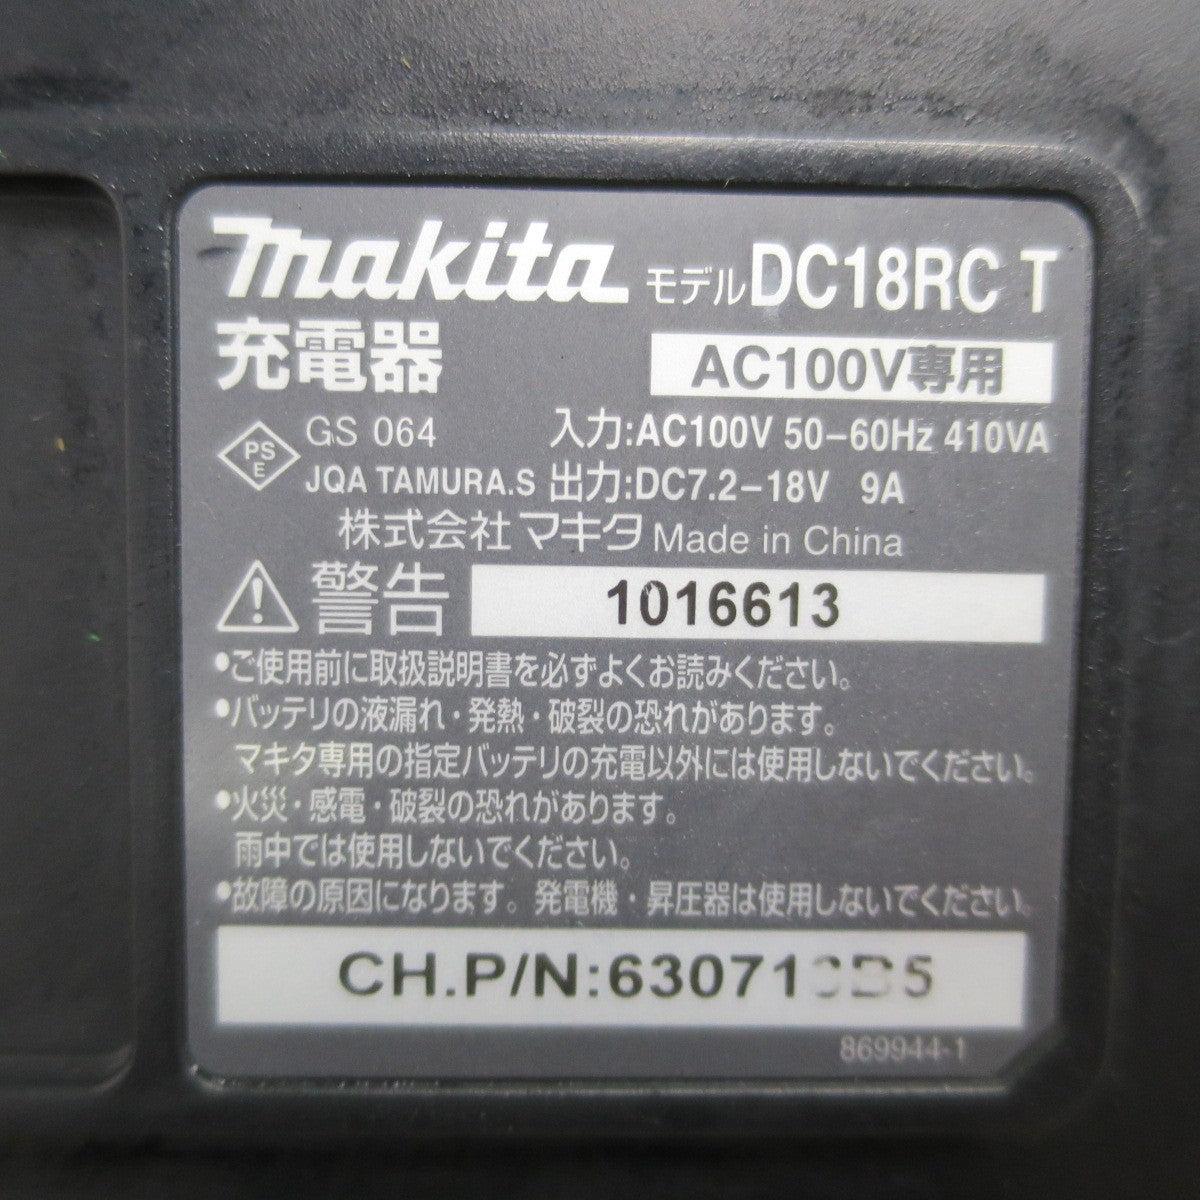 makita モデル DC18RC T
充電器 AC100V専用
PS E GS 064 入力:AC100V 50-60Hz 410VA
JQA TAMURA.S 出力:DC7.2-18V 9A
株式会社 マキタ Made in China
警告 1016613
•ご使用前に取扱説明書を必ずよくお読みください。
•バッテリの液漏れ・発熱・破裂の恐れがあります。
マキタ専用の指定バッテリの充電以外には使用しないでください。
•火災・感電・破裂の恐れがあります。
雨中では使用しないでください。
•故障の原因になります。発電機・昇圧器は使用しないでください。
CH.P/N:
869944-1